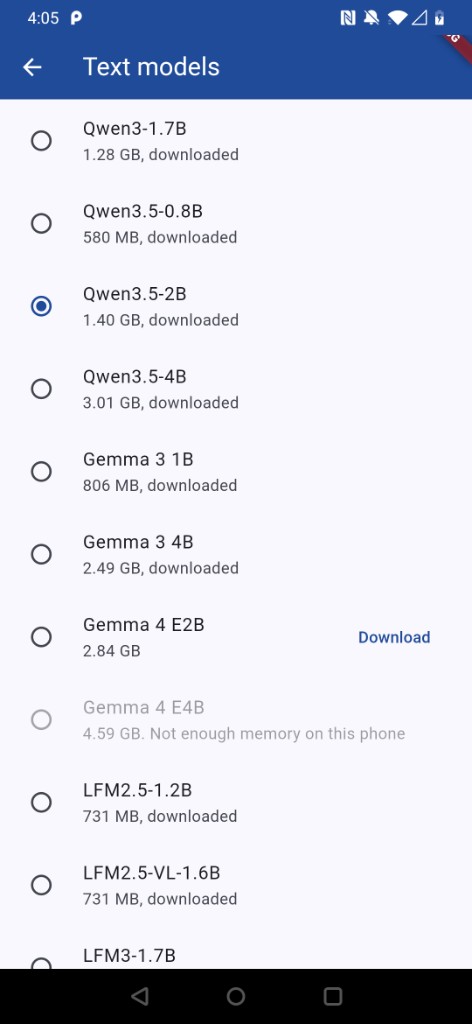 4:05
Text models
Qwen3-1.7B
1.28 GB, downloaded
Qwen3.5-0.8B
580 MB, downloaded
Qwen3.5-2B
1.40 GB, downloaded
Qwen3.5-4B
3.01 GB, downloaded
Gemma 3 1B
806 MB, downloaded
Gemma 3 4B
2.49 GB, downloaded
Gemma 4 E2B
2.84 GB
Download
Gemma 4 E4B
4.59 GB. Not enough memory on this phone
LFM2.5-1.2B
731 MB, downloaded
LFM2.5-VL-1.6B
731 MB, downloaded
LFM3-1.7B